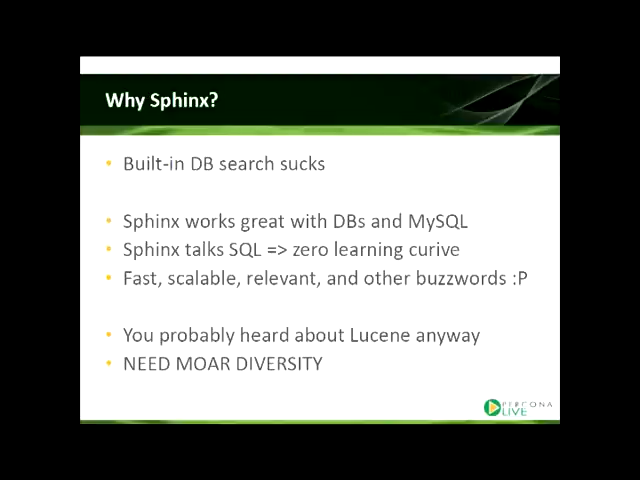 Why Sphinx?
• Built-in DB search sucks
• Sphinx works great with DBs and MySQL
• Sphinx talks SQL => zero learning curive
• Fast, scalable, relevant, and other buzzwords :P
• You probably heard about Lucene anyway
• NEED MOAR DIVERSITY
PERCONA
LIVE